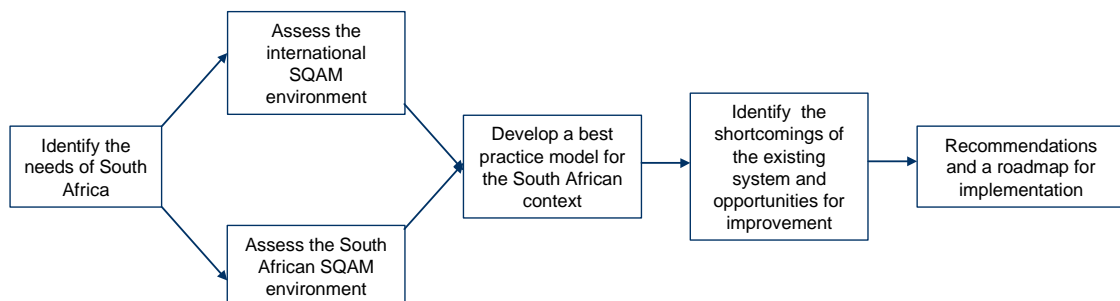 Identify the
needs of South
Africa
Assess the
international
SQAM
environment
Assess the South
African SQAM
environment
Develop a best
practice model for
the South African
context
Identify the
shortcomings of
the existing
system and
opportunities for
improvement
Recommendations
and a roadmap for
implementation